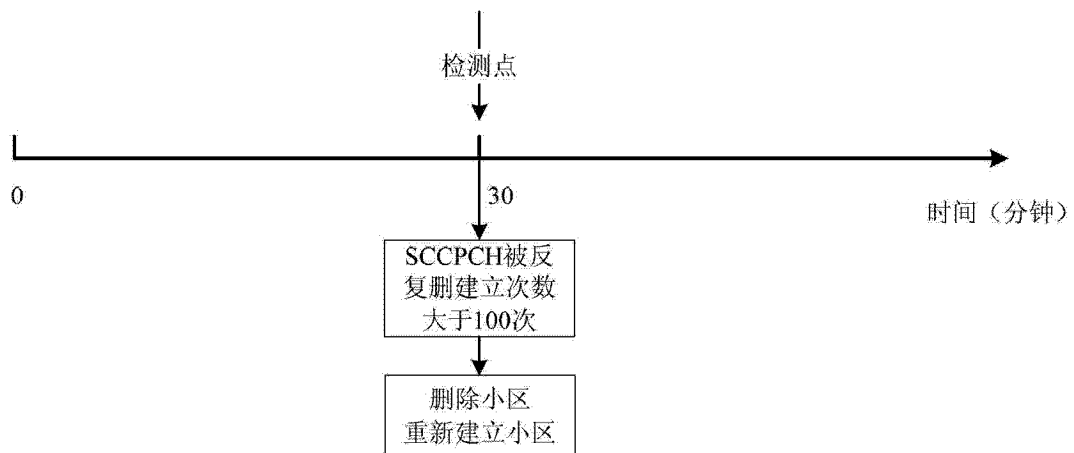 检测点
0
30
时间（分钟）
SCCPCH被反
复删建立次数
大于100次
删除小区
重新建立小区